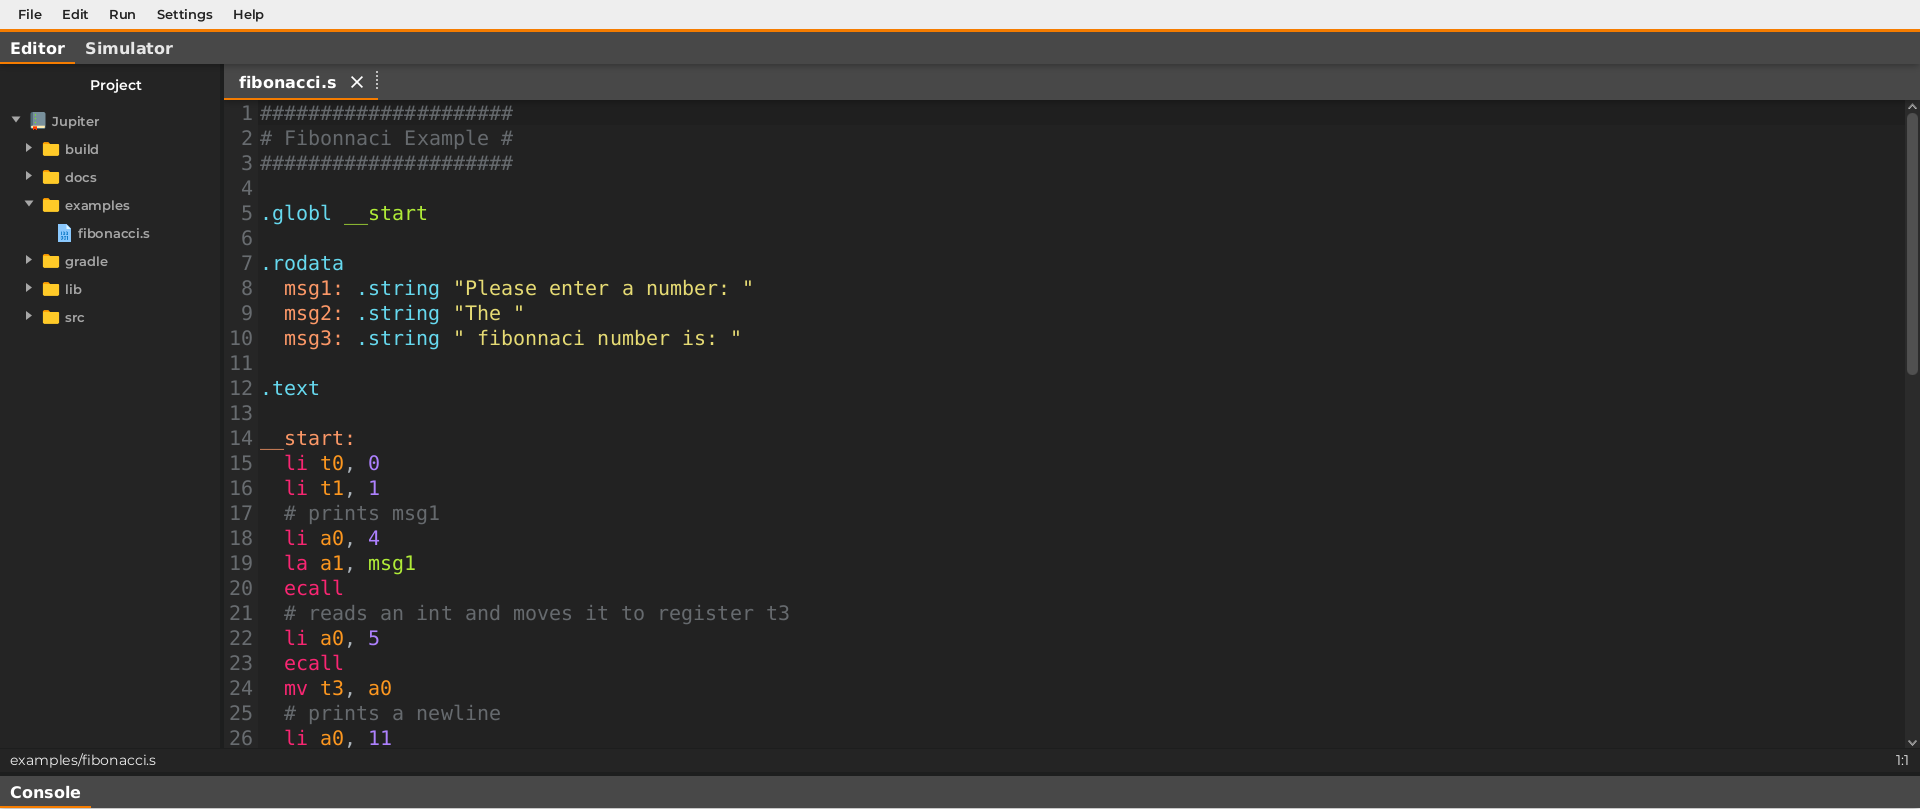 File Edit Run Settings Help
Editor Simulator
Project
Jupiter
build
docs
examples
fibonacci.s
gradle
lib
src
fibonacci.s
1 #####################
2 # Fibonnaci Example #
3 #####################
4
5 .globl __start
6
7 .rodata
8   msg1: .string "Please enter a number: "
9   msg2: .string "The "
10   msg3: .string " fibonnaci number is: "
11
12 .text
13
14 __start:
15   li t0, 0
16   li t1, 1
17   # prints msg1
18   li a0, 4
19   la a1, msg1
20   ecall
21   # reads an int and moves it to register t3
22   li a0, 5
23   ecall
24   mv t3, a0
25   # prints a newline
26   li a0, 11
examples/fibonacci.s 1:1
Console